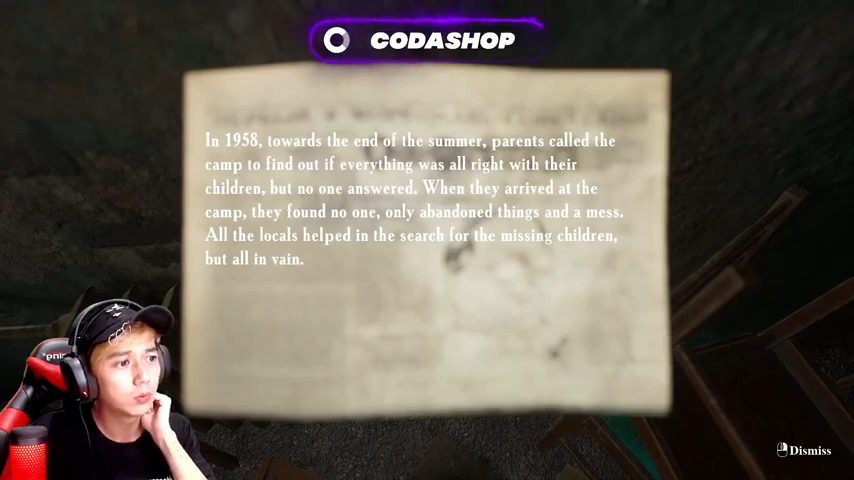 CODASHOP
In 1958, towards the end of the summer, parents called the
camp to find out if everything was all right with their
children, but no one answered. When they arrived at the
camp, they found no one, only abandoned things and a mess.
All the locals helped in the search for the missing children,
but all in vain.
Dismiss